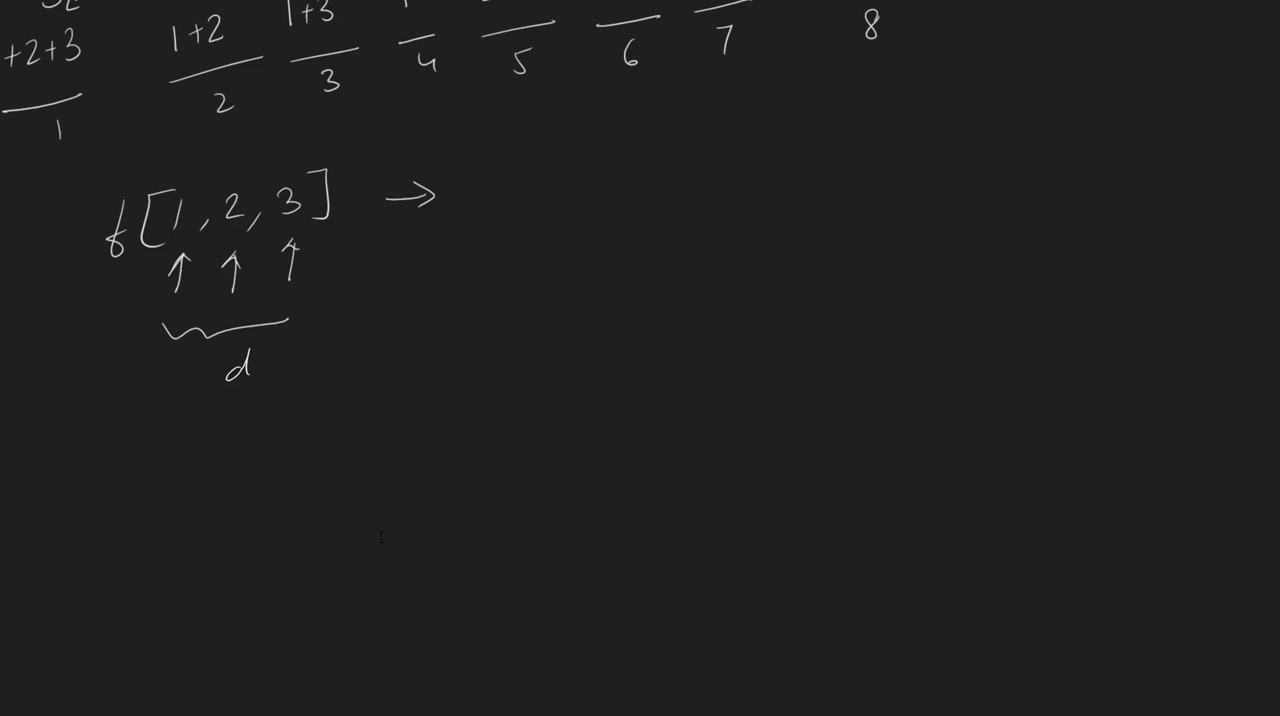 +2+3 1+2 1+3
1 2 3 4 5 6 7 8
f[1, 2, 3] →
↑ ↑ ↑
d